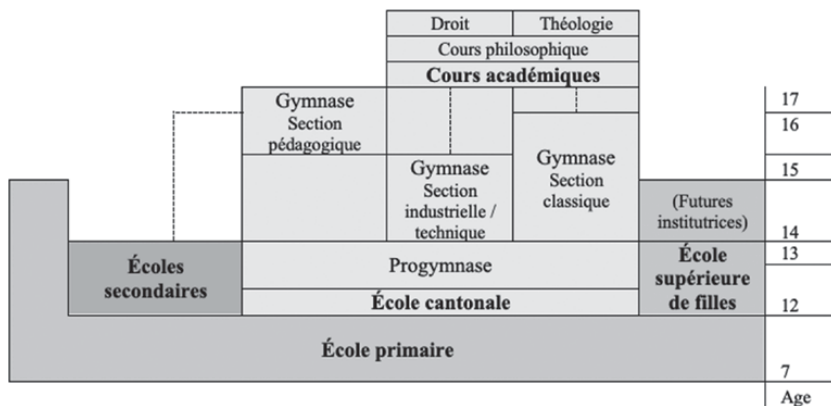 Droit
Théologie
Cours philosophique
Cours académiques
Gymnase
Section
pédagogique
17
16
Gymnase
Section
industrielle /
technique
Gymnase
Section
classique
15
(Futures
institutrices)
14
Écoles
secondaires
Progymnase
École
supérieure
de filles
13
École cantonale
12
École primaire
7
Age